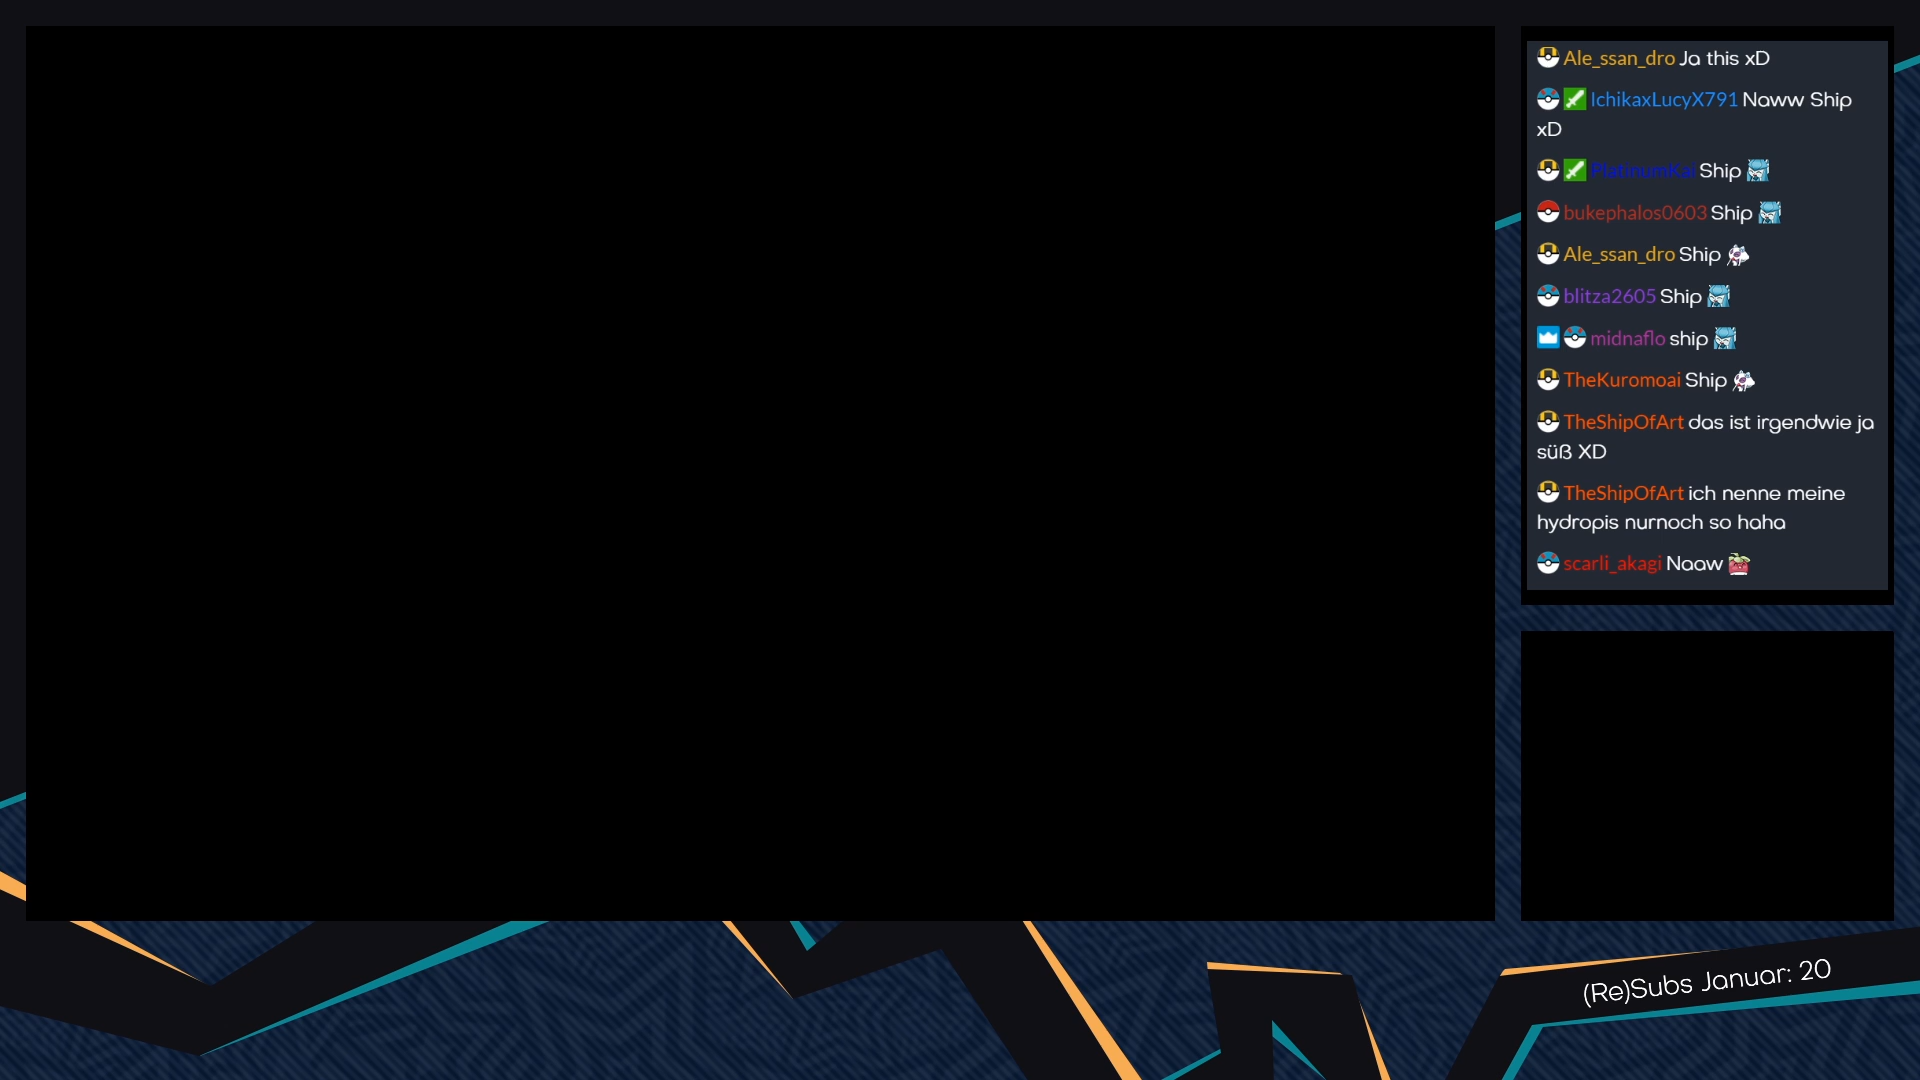 Ale_ssan_dro Ja this xD
IchikaxLucyX791 Naww Ship
xD
PlatinumKai Ship
bukephalos0603 Ship
Ale_ssan_dro Ship
blitza2605 Ship
midnaflo ship
TheKuromoai Ship
TheShipOfArt das ist irgendwie ja
süß XD
TheShipOfArt ich nenne meine
hydropis nurnoch so haha
scarli_akagi Naaw
(Re)Subs Januar: 20